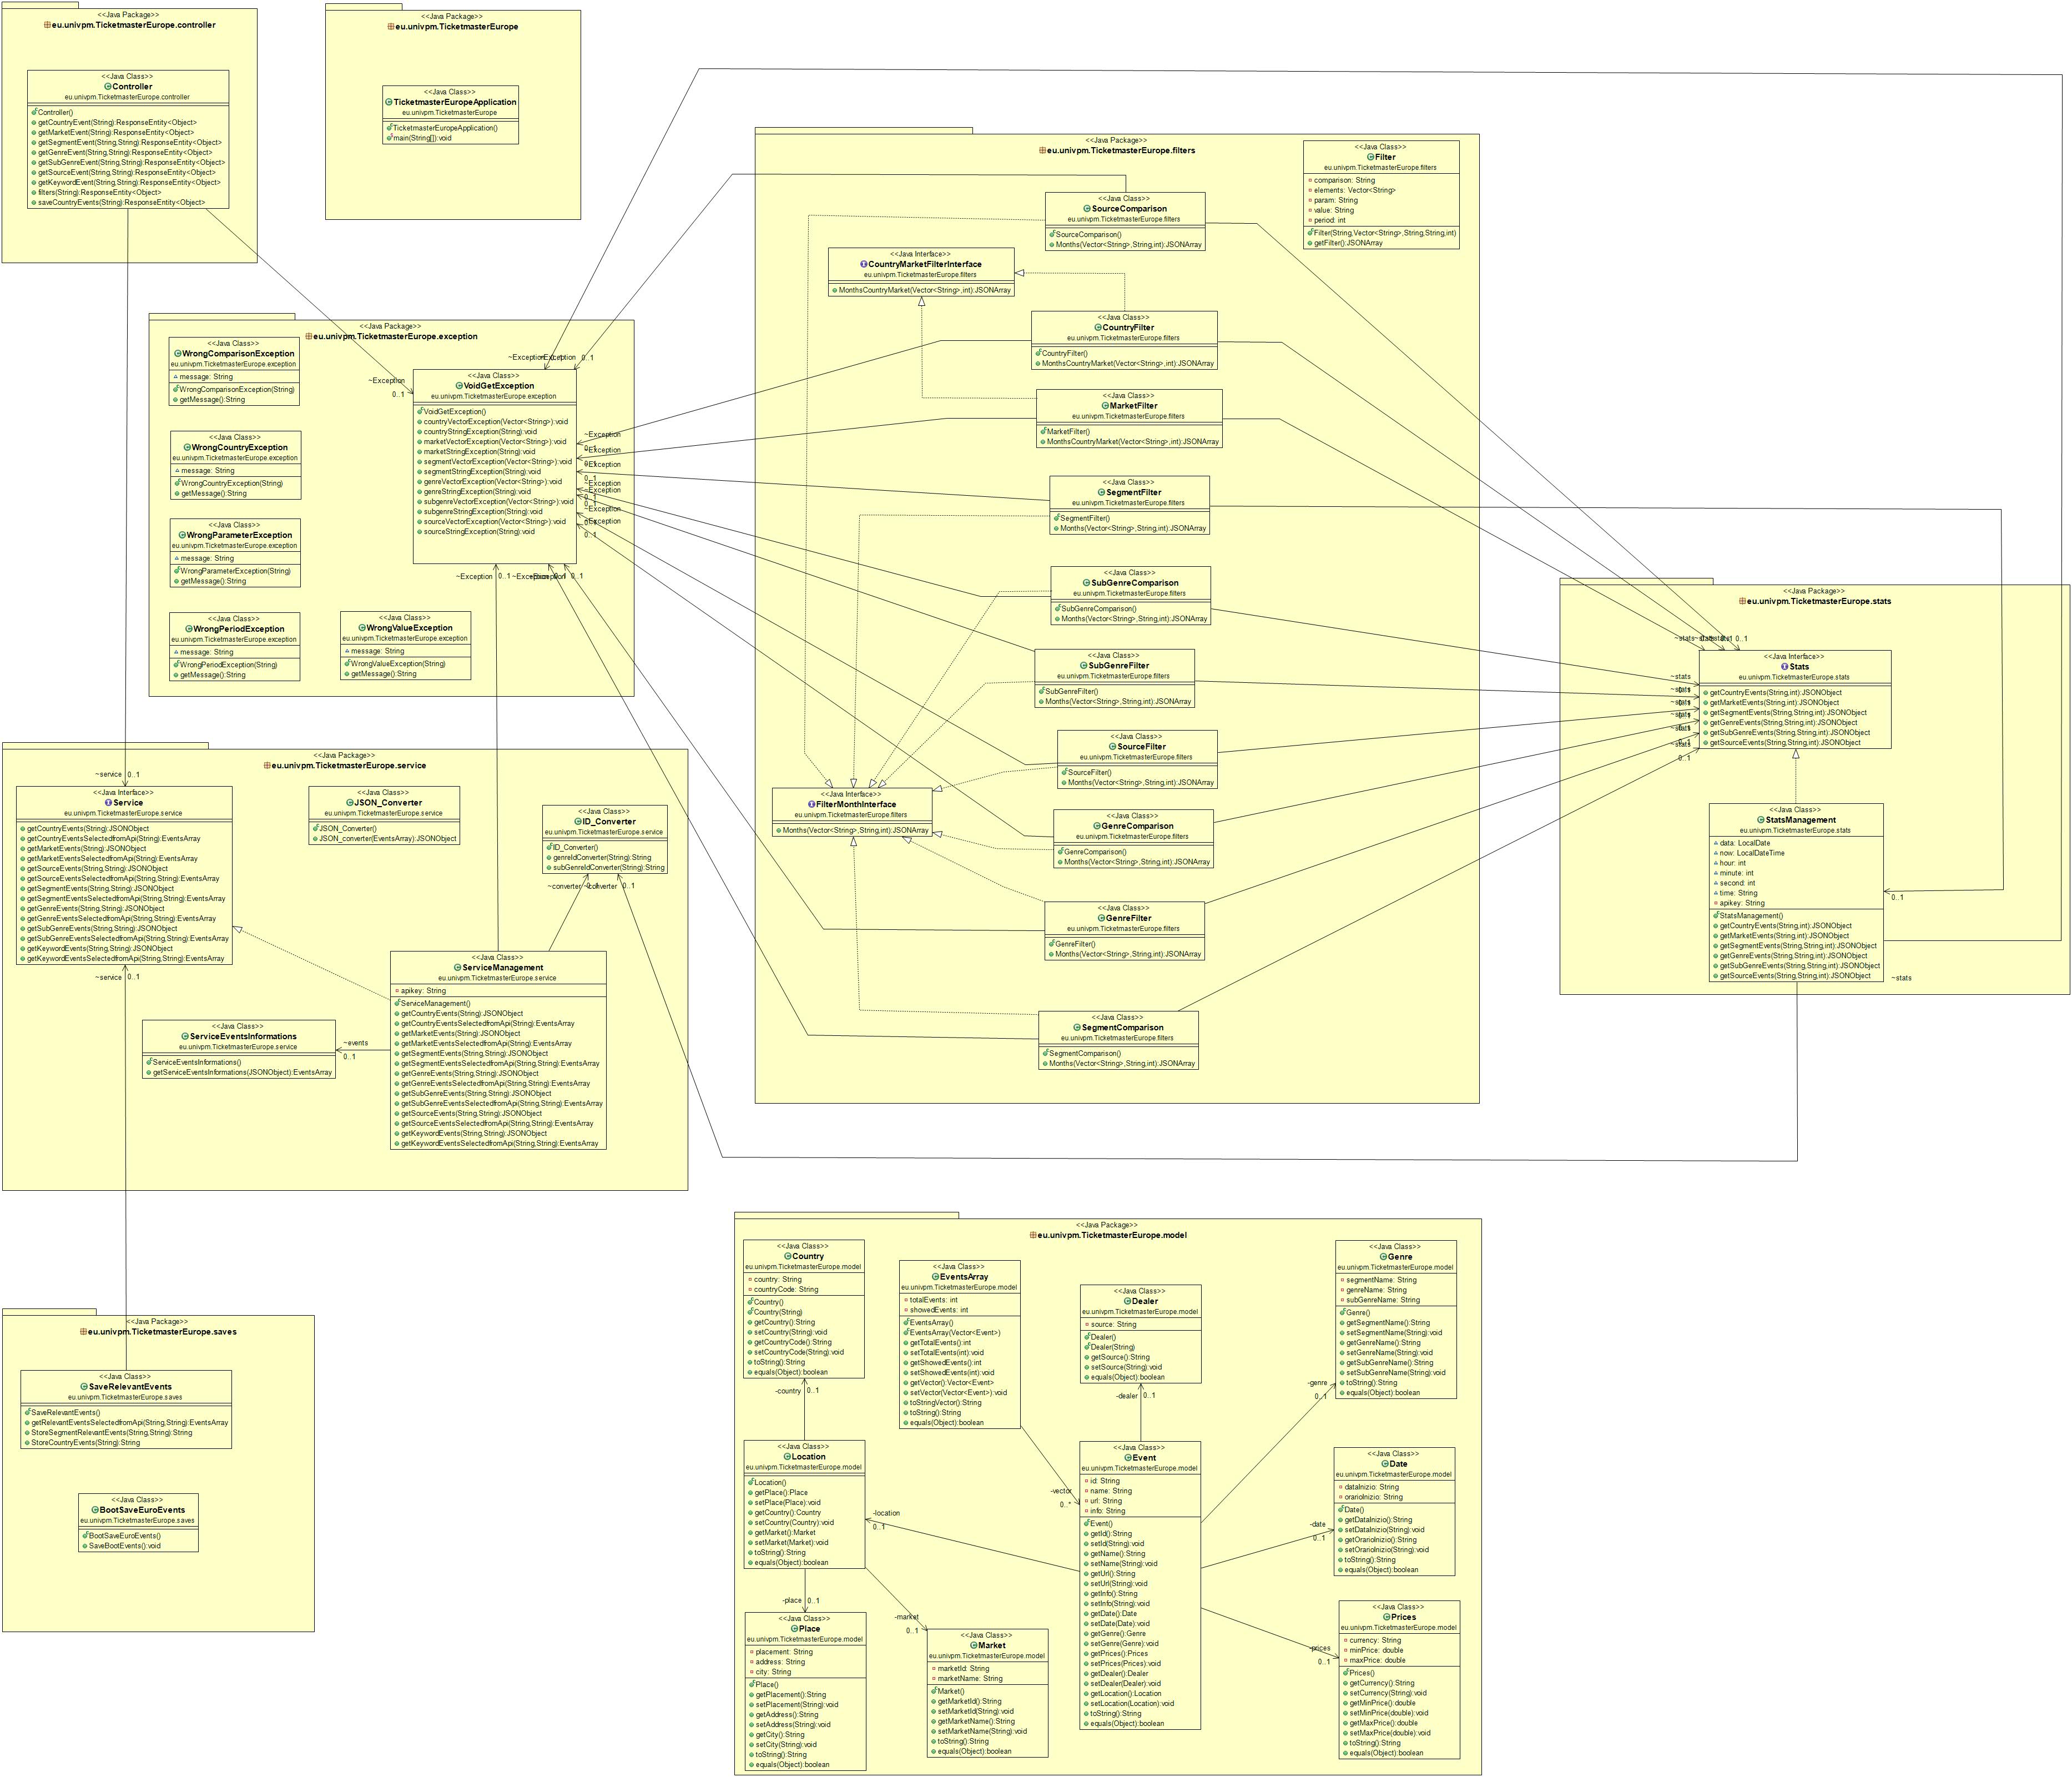 <<Java Package>>
eu.univpm.TicketmasterEurope.controller
<<Java Class>>
Controller
eu.univpm.TicketmasterEurope.controller
Controller()
getCountryEvent(String):ResponseEntity<Object>
getMarketEvent(String):ResponseEntity<Object>
getSegmentEvent(String,String):ResponseEntity<Object>
getGenreEvent(String,String):ResponseEntity<Object>
getSubGenreEvent(String,String):ResponseEntity<Object>
getSourceEvent(String,String):ResponseEntity<Object>
getKeywordEvent(String,String):ResponseEntity<Object>
filters(String):ResponseEntity<Object>
saveCountryEvents(String):ResponseEntity<Object>
<<Java Package>>
eu.univpm.TicketmasterEurope
<<Java Class>>
TicketmasterEuropeApplication
eu.univpm.TicketmasterEurope
TicketmasterEuropeApplication()
main(String[]):void
<<Java Package>>
eu.univpm.TicketmasterEurope.exception
<<Java Class>>
WrongComparisonException
eu.univpm.TicketmasterEurope.exception
message: String
WrongComparisonException(String)
getMessage():String
<<Java Class>>
WrongCountryException
eu.univpm.TicketmasterEurope.exception
message: String
WrongCountryException(String)
getMessage():String
<<Java Class>>
WrongParameterException
eu.univpm.TicketmasterEurope.exception
message: String
WrongParameterException(String)
getMessage():String
<<Java Class>>
WrongPeriodException
eu.univpm.TicketmasterEurope.exception
message: String
WrongPeriodException(String)
getMessage():String
<<Java Class>>
WrongValueException
eu.univpm.TicketmasterEurope.exception
message: String
WrongValueException(String)
getMessage():String
<<Java Class>>
VoidGetException
eu.univpm.TicketmasterEurope.exception
VoidGetException()
countryVectorException(Vector<String>):void
countryStringException(String):void
marketVectorException(Vector<String>):void
marketStringException(String):void
segmentVectorException(Vector<String>):void
segmentStringException(String):void
genreVectorException(Vector<String>):void
genreStringException(String):void
subgenreVectorException(Vector<String>):void
subgenreStringException(String):void
sourceVectorException(Vector<String>):void
sourceStringException(String):void
~Exception
0..1
~Exception
0..1
~Exception
0..1
~Exception
~Exception
~Exception
~Exception
~Exception
~Exception
0..1
~Exception
0..1
~Exception
0..1
<<Java Package>>
eu.univpm.TicketmasterEurope.filters
<<Java Class>>
Filter
eu.univpm.TicketmasterEurope.filters
comparison: String
elements: Vector<String>
param: String
value: String
period: int
Filter(String,Vector<String>,String,String,int)
getFilter():JSONArray
<<Java Class>>
SourceComparison
eu.univpm.TicketmasterEurope.filters
SourceComparison()
Months(Vector<String>,String,int):JSONArray
<<Java Interface>>
CountryMarketFilterInterface
eu.univpm.TicketmasterEurope.filters
MonthsCountryMarket(Vector<String>,int):JSONArray
<<Java Class>>
CountryFilter
eu.univpm.TicketmasterEurope.filters
CountryFilter()
MonthsCountryMarket(Vector<String>,int):JSONArray
<<Java Class>>
MarketFilter
eu.univpm.TicketmasterEurope.filters
MarketFilter()
MonthsCountryMarket(Vector<String>,int):JSONArray
<<Java Class>>
SegmentFilter
eu.univpm.TicketmasterEurope.filters
SegmentFilter()
Months(Vector<String>,String,int):JSONArray
<<Java Class>>
SubGenreComparison
eu.univpm.TicketmasterEurope.filters
SubGenreComparison()
Months(Vector<String>,String,int):JSONArray
<<Java Class>>
SubGenreFilter
eu.univpm.TicketmasterEurope.filters
SubGenreFilter()
Months(Vector<String>,String,int):JSONArray
<<Java Class>>
SourceFilter
eu.univpm.TicketmasterEurope.filters
SourceFilter()
Months(Vector<String>,String,int):JSONArray
<<Java Interface>>
FilterMonthInterface
eu.univpm.TicketmasterEurope.filters
Months(Vector<String>,String,int):JSONArray
<<Java Class>>
GenreComparison
eu.univpm.TicketmasterEurope.filters
GenreComparison()
Months(Vector<String>,String,int):JSONArray
<<Java Class>>
GenreFilter
eu.univpm.TicketmasterEurope.filters
GenreFilter()
Months(Vector<String>,String,int):JSONArray
<<Java Class>>
SegmentComparison
eu.univpm.TicketmasterEurope.filters
SegmentComparison()
Months(Vector<String>,String,int):JSONArray
<<Java Package>>
eu.univpm.TicketmasterEurope.stats
~stats
0..1
<<Java Interface>>
Stats
eu.univpm.TicketmasterEurope.stats
getCountryEvents(String,int):JSONObject
getMarketEvents(String,int):JSONObject
getSegmentEvents(String,String,int):JSONObject
getGenreEvents(String,String,int):JSONObject
getSubGenreEvents(String,String,int):JSONObject
getSourceEvents(String,String,int):JSONObject
~stats
~stats
~stats
~stats
~stats
~stats
0..1
<<Java Class>>
StatsManagement
eu.univpm.TicketmasterEurope.stats
data: LocalDate
now: LocalDateTime
hour: int
minute: int
second: int
time: String
apikey: String
StatsManagement()
getCountryEvents(String,int):JSONObject
getMarketEvents(String,int):JSONObject
getSegmentEvents(String,String,int):JSONObject
getGenreEvents(String,String,int):JSONObject
getSubGenreEvents(String,String,int):JSONObject
getSourceEvents(String,String,int):JSONObject
0..1
~stats
<<Java Package>>
eu.univpm.TicketmasterEurope.service
~service
0..1
<<Java Interface>>
Service
eu.univpm.TicketmasterEurope.service
getCountryEvents(String):JSONObject
getCountryEventsSelectedfromApi(String):EventsArray
getMarketEvents(String):JSONObject
getMarketEventsSelectedfromApi(String):EventsArray
getSourceEvents(String,String):JSONObject
getSourceEventsSelectedfromApi(String,String):EventsArray
getSegmentEvents(String,String):JSONObject
getSegmentEventsSelectedfromApi(String,String):EventsArray
getGenreEvents(String,String):JSONObject
getGenreEventsSelectedfromApi(String,String):EventsArray
getSubGenreEvents(String,String):JSONObject
getSubGenreEventsSelectedfromApi(String,String):EventsArray
getKeywordEvents(String,String):JSONObject
getKeywordEventsSelectedfromApi(String,String):EventsArray
~service
0..1
<<Java Class>>
JSON_Converter
eu.univpm.TicketmasterEurope.service
JSON_Converter()
JSON_converter(EventsArray):JSONObject
<<Java Class>>
ID_Converter
eu.univpm.TicketmasterEurope.service
ID_Converter()
genreIdConverter(String):String
subGenreIdConverter(String):String
~converter
~converter
0..1
<<Java Class>>
ServiceManagement
eu.univpm.TicketmasterEurope.service
apikey: String
ServiceManagement()
getCountryEvents(String):JSONObject
getCountryEventsSelectedfromApi(String):EventsArray
getMarketEvents(String):JSONObject
getMarketEventsSelectedfromApi(String):EventsArray
getSegmentEvents(String,String):JSONObject
getSegmentEventsSelectedfromApi(String,String):EventsArray
getGenreEvents(String,String):JSONObject
getGenreEventsSelectedfromApi(String,String):EventsArray
getSubGenreEvents(String,String):JSONObject
getSubGenreEventsSelectedfromApi(String,String):EventsArray
getSourceEvents(String,String):JSONObject
getSourceEventsSelectedfromApi(String,String):EventsArray
getKeywordEvents(String,String):JSONObject
getKeywordEventsSelectedfromApi(String,String):EventsArray
<<Java Class>>
ServiceEventsInformations
eu.univpm.TicketmasterEurope.service
ServiceEventsInformations()
getServiceEventsInformations(JSONObject):EventsArray
~events
0..1
<<Java Package>>
eu.univpm.TicketmasterEurope.saves
<<Java Class>>
SaveRelevantEvents
eu.univpm.TicketmasterEurope.saves
SaveRelevantEvents()
getRelevantEventsSelectedfromApi(String,String):EventsArray
StoreSegmentRelevantEvents(String,String):String
StoreCountryEvents(String):String
<<Java Class>>
BootSaveEuroEvents
eu.univpm.TicketmasterEurope.saves
BootSaveEuroEvents()
SaveBootEvents():void
<<Java Package>>
eu.univpm.TicketmasterEurope.model
<<Java Class>>
Country
eu.univpm.TicketmasterEurope.model
country: String
countryCode: String
Country()
Country(String)
getCountry():String
setCountry(String):void
getCountryCode():String
setCountryCode(String):void
toString():String
equals(Object):boolean
-country
0..1
<<Java Class>>
EventsArray
eu.univpm.TicketmasterEurope.model
totalEvents: int
showedEvents: int
EventsArray()
EventsArray(Vector<Event>)
getTotalEvents():int
setTotalEvents(int):void
getShowedEvents():int
setShowedEvents(int):void
getVector():Vector<Event>
setVector(Vector<Event>):void
toStringVector():String
toString():String
equals(Object):boolean
<<Java Class>>
Dealer
eu.univpm.TicketmasterEurope.model
source: String
Dealer()
Dealer(String)
getSource():String
setSource(String):void
equals(Object):boolean
-dealer
0..1
<<Java Class>>
Genre
eu.univpm.TicketmasterEurope.model
segmentName: String
genreName: String
subGenreName: String
Genre()
getSegmentName():String
setSegmentName(String):void
getGenreName():String
setGenreName(String):void
getSubGenreName():String
setSubGenreName(String):void
toString():String
equals(Object):boolean
-genre
0..1
<<Java Class>>
Location
eu.univpm.TicketmasterEurope.model
Location()
getPlace():Place
setPlace(Place):void
getCountry():Country
setCountry(Country):void
getMarket():Market
setMarket(Market):void
toString():String
equals(Object):boolean
-location
0..1
-vector
0..*
<<Java Class>>
Event
eu.univpm.TicketmasterEurope.model
id: String
name: String
url: String
info: String
Event()
getId():String
setId(String):void
getName():String
setName(String):void
getUrl():String
setUrl(String):void
getInfo():String
setInfo(String):void
getDate():Date
setDate(Date):void
getGenre():Genre
setGenre(Genre):void
getPrices():Prices
setPrices(Prices):void
getDealer():Dealer
setDealer(Dealer):void
getLocation():Location
setLocation(Location):void
toString():String
equals(Object):boolean
<<Java Class>>
Date
eu.univpm.TicketmasterEurope.model
dataInizio: String
orarioInizio: String
Date()
getDataInizio():String
setDataInizio(String):void
getOrarioInizio():String
setOrarioInizio(String):void
toString():String
equals(Object):boolean
-date
0..1
-place
0..1
<<Java Class>>
Place
eu.univpm.TicketmasterEurope.model
placement: String
address: String
city: String
Place()
getPlacement():String
setPlacement(String):void
getAddress():String
setAddress(String):void
getCity():String
setCity(String):void
toString():String
equals(Object):boolean
-market
0..1
<<Java Class>>
Market
eu.univpm.TicketmasterEurope.model
marketId: String
marketName: String
Market()
getMarketId():String
setMarketId(String):void
getMarketName():String
setMarketName(String):void
toString():String
equals(Object):boolean
-prices
0..1
<<Java Class>>
Prices
eu.univpm.TicketmasterEurope.model
currency: String
minPrice: double
maxPrice: double
Prices()
getCurrency():String
setCurrency(String):void
getMinPrice():double
setMinPrice(double):void
getMaxPrice():double
setMaxPrice(double):void
toString():String
equals(Object):boolean